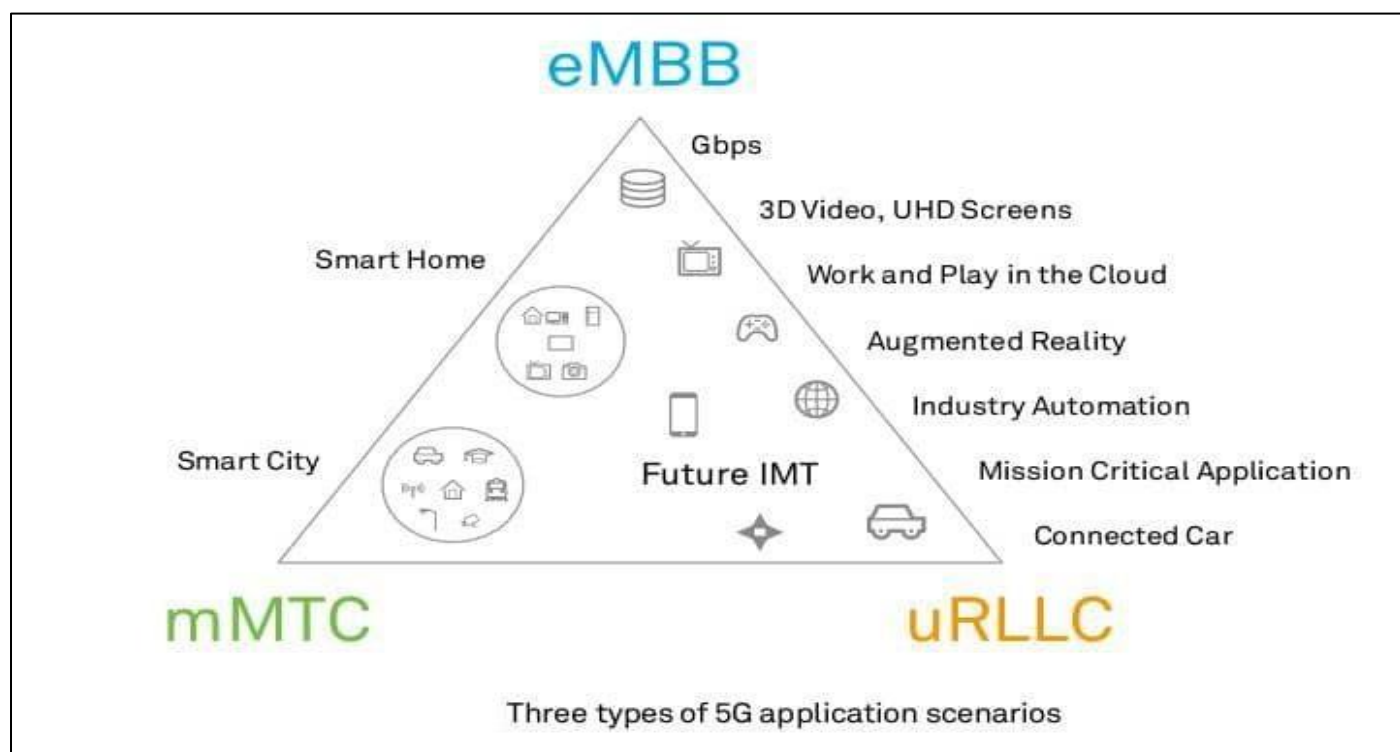 eMBB
Gbps
3D Video, UHD Screens
Smart Home
Work and Play in the Cloud
Augmented Reality
Industry Automation
Smart City
Future IMT
Mission Critical Application
Connected Car
mMTC
uRLLC
Three types of 5G application scenarios